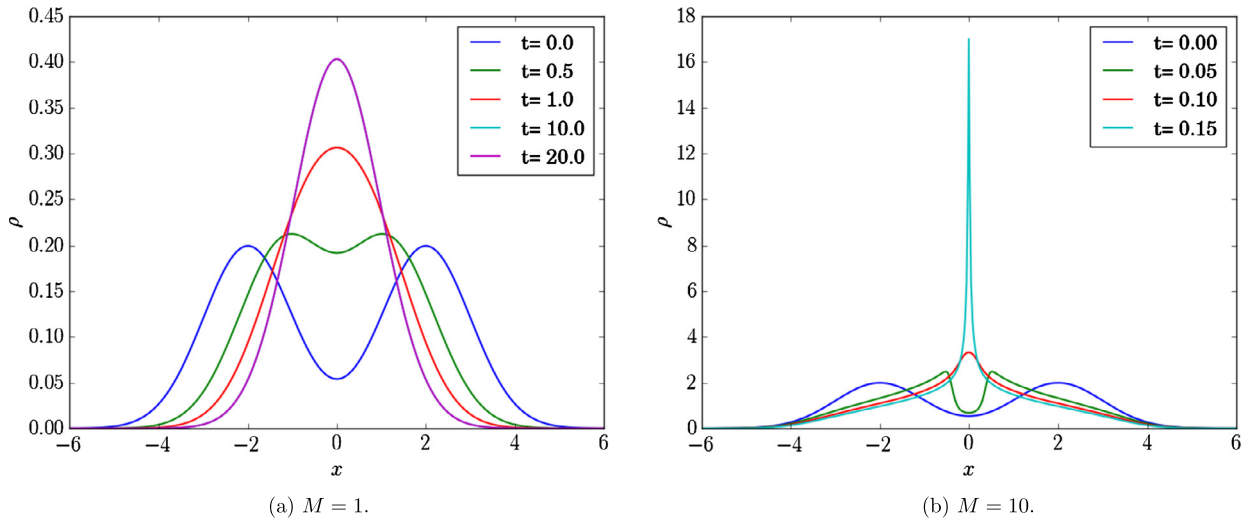 0.45
0.40
0.35
0.30
0.25
0.20
0.15
0.10
0.05
0.00
ρ
−6 −4 −2 0 2 4 6
x
t= 0.0
t= 0.5
t= 1.0
t= 10.0
t= 20.0
(a) M = 1.
18
16
14
12
10
8
6
4
2
0
ρ
−6 −4 −2 0 2 4 6
x
t= 0.00
t= 0.05
t= 0.10
t= 0.15
(b) M = 10.